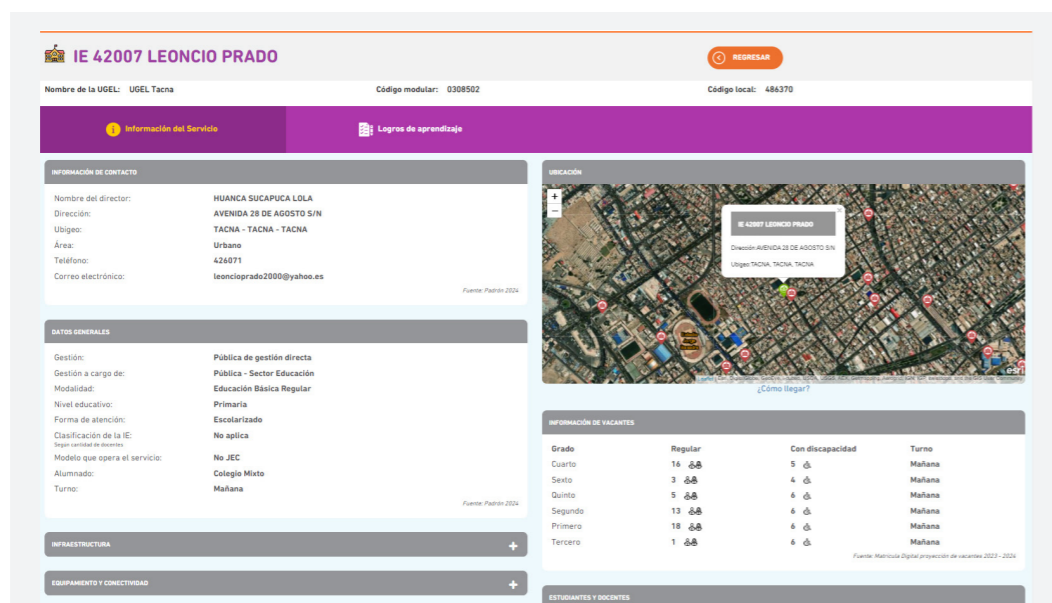 IE 42007 LEONCIO PRADO
REGRESAR
Nombre de la UGEL: UGEL Tacna Código modular: 0308502 Código local: 486370
Información del Servicio
Logros de aprendizaje
INFORMACIÓN DE CONTACTO
Nombre del director: HUANCA SUCAPUCA LOLA
Dirección: AVENIDA 28 DE AGOSTO S/N
Ubigeo: TACNA - TACNA - TACNA
Área: Urbano
Teléfono: 426071
Correo electrónico: leoncioprado2000@yahoo.es
Fuente: Padrón 2024
DATOS GENERALES
Gestión: Pública de gestión directa
Gestión a cargo de: Pública - Sector Educación
Modalidad: Educación Básica Regular
Nivel educativo: Primaria
Forma de atención: Escolarizado
Clasificación de la IE: No aplica
Según cantidad de docentes
Modelo que opera el servicio: No JEC
Alumnado: Colegio Mixto
Turno: Mañana
Fuente: Padrón 2024
INFRAESTRUCTURA +
EQUIPAMIENTO Y CONECTIVIDAD +
UBICACIÓN
+
−
IE 42007 LEONCIO PRADO
Dirección:AVENIDA 28 DE AGOSTO S/N
Ubigeo:TACNA, TACNA, TACNA
esri
¿Cómo llegar?
INFORMACIÓN DE VACANTES
Grado Regular Con discapacidad Turno
Cuarto 16 5 Mañana
Sexto 3 4 Mañana
Quinto 5 6 Mañana
Segundo 13 6 Mañana
Primero 18 6 Mañana
Tercero 1 6 Mañana
Fuente: Matrícula Digital proyección de vacantes 2023 - 2024
ESTUDIANTES Y DOCENTES